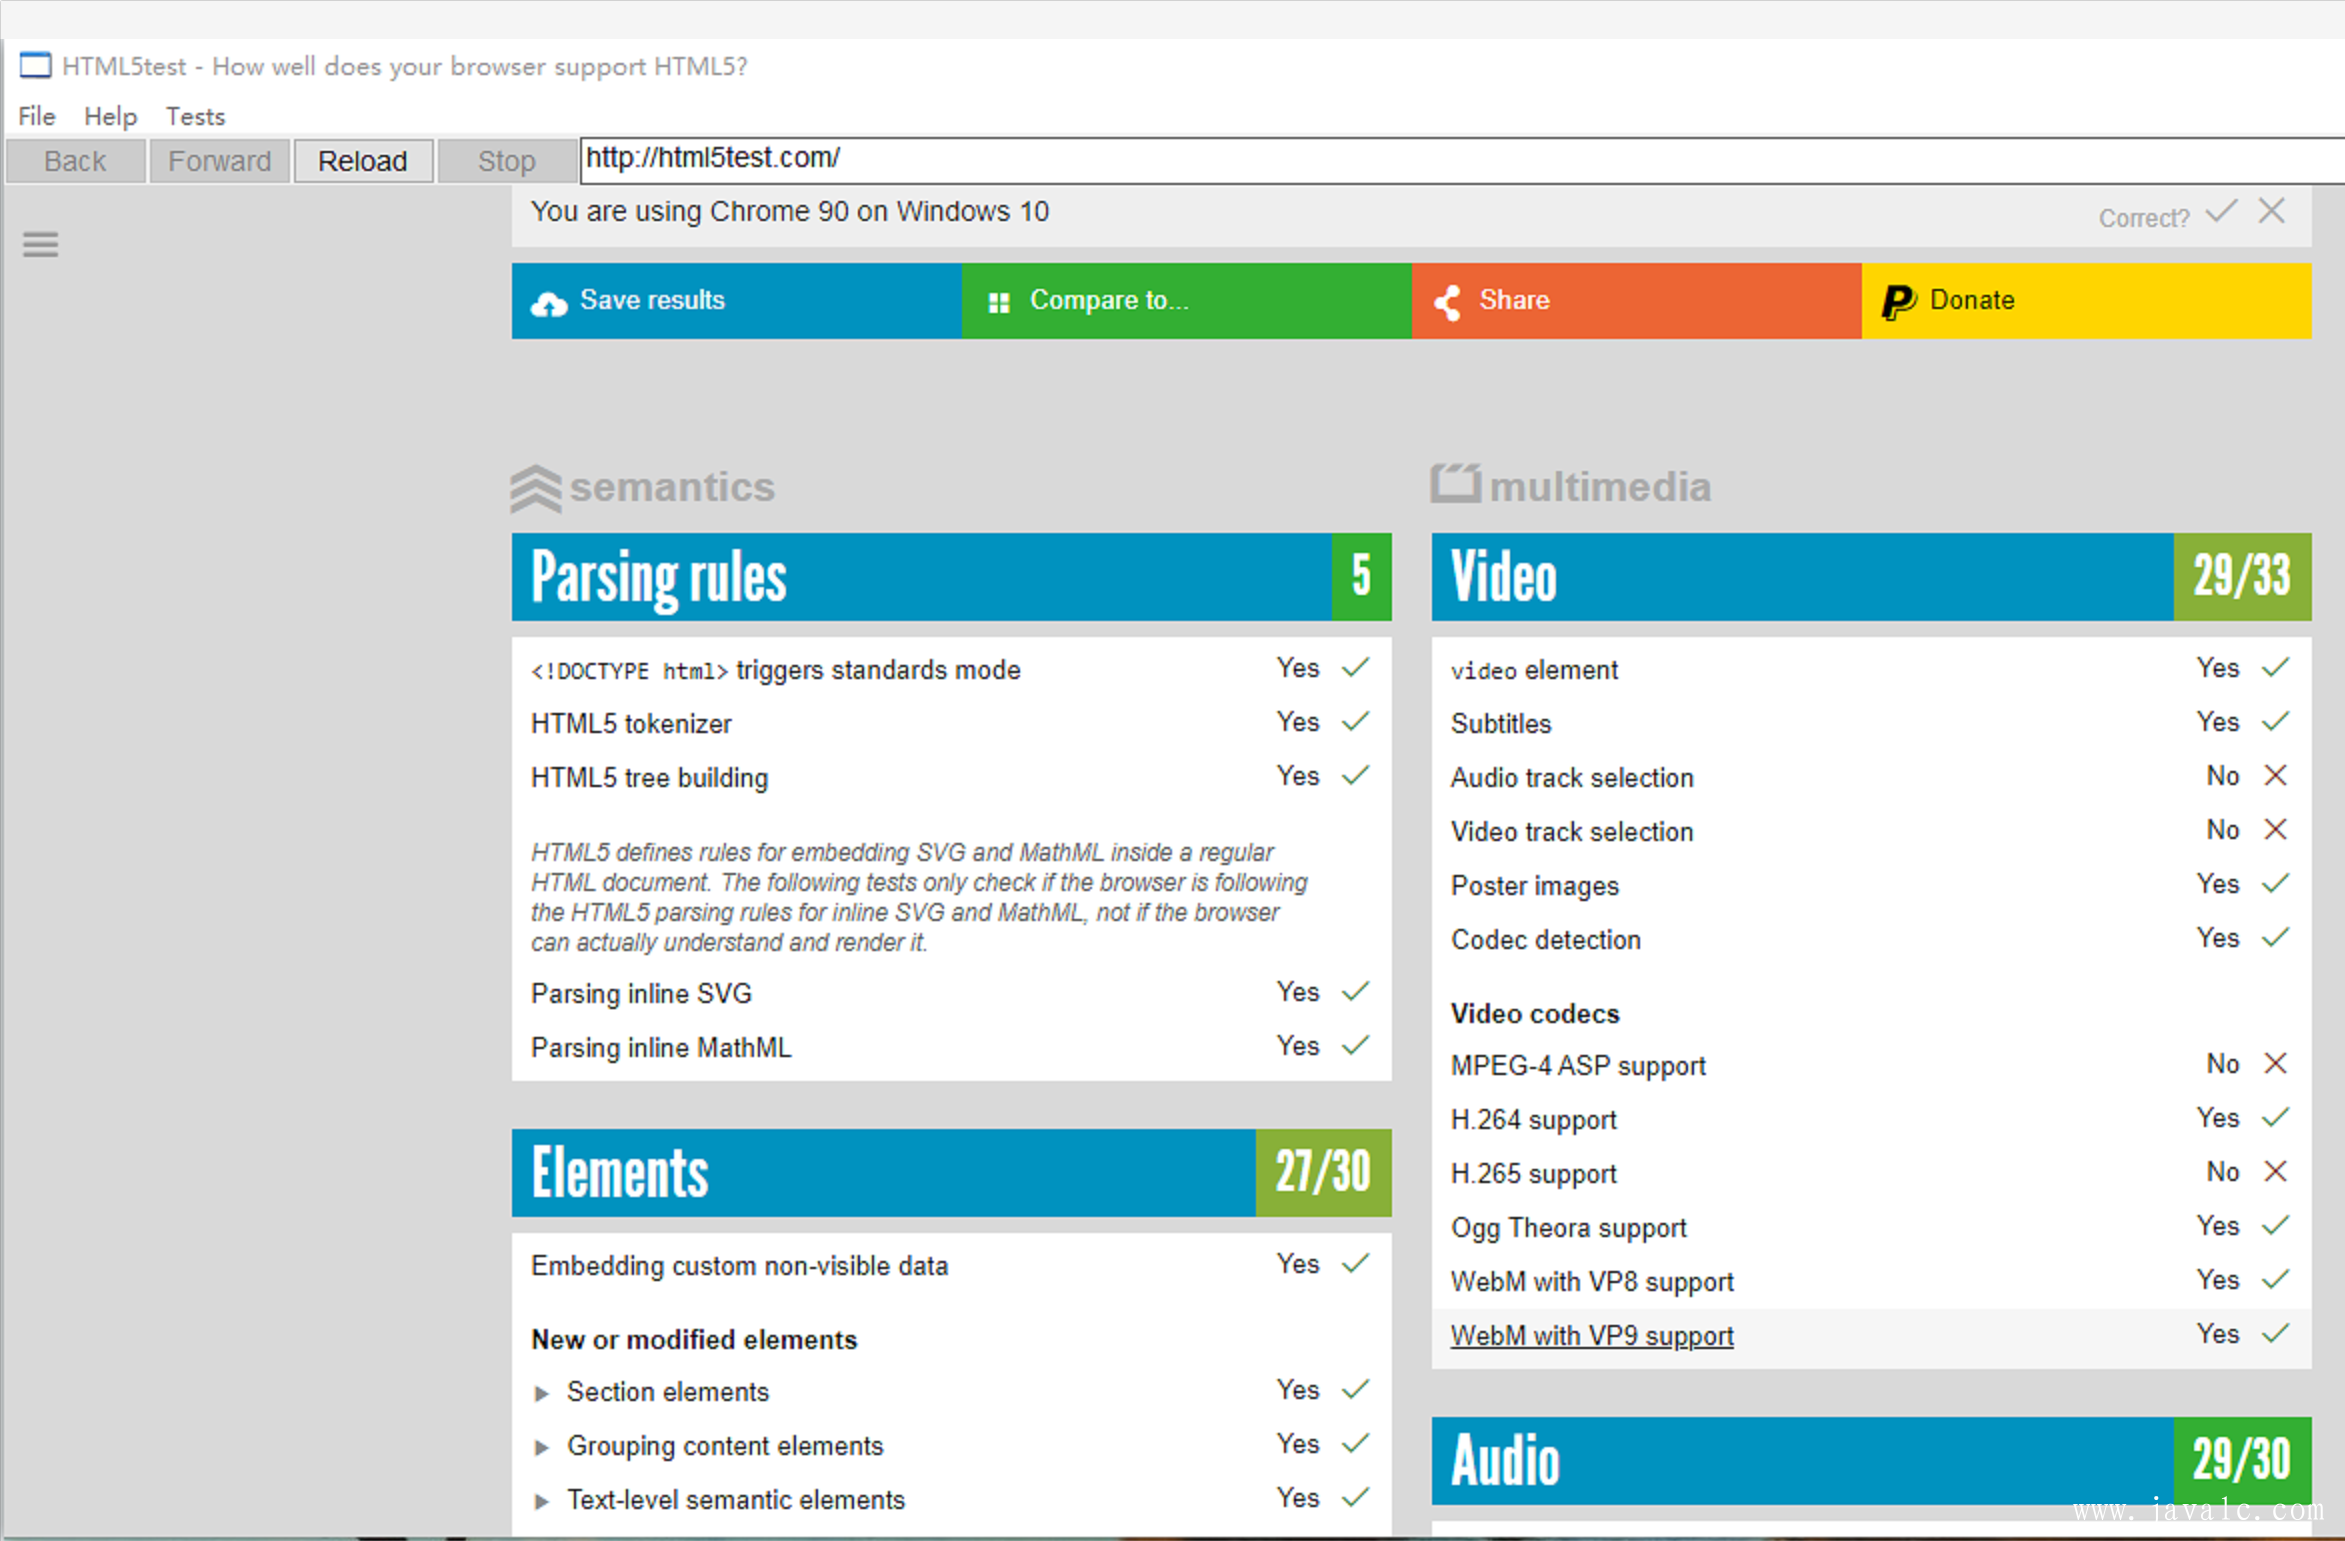 HTML5test - How well does your browser support HTML5?
File Help Tests
Back Forward Reload Stop http://html5test.com/
You are using Chrome 90 on Windows 10
Correct?
Save results Compare to... Share Donate
semantics
Parsing rules 5
<!DOCTYPE html> triggers standards mode Yes
HTML5 tokenizer Yes
HTML5 tree building Yes
HTML5 defines rules for embedding SVG and MathML inside a regular
HTML document. The following tests only check if the browser is following
the HTML5 parsing rules for inline SVG and MathML, not if the browser
can actually understand and render it.
Parsing inline SVG Yes
Parsing inline MathML Yes
Elements 27/30
Embedding custom non-visible data Yes
New or modified elements
Section elements Yes
Grouping content elements Yes
Text-level semantic elements Yes
multimedia
Video 29/33
video element Yes
Subtitles Yes
Audio track selection No
Video track selection No
Poster images Yes
Codec detection Yes
Video codecs
MPEG-4 ASP support No
H.264 support Yes
H.265 support No
Ogg Theora support Yes
WebM with VP8 support Yes
WebM with VP9 support Yes
Audio 29/30
www.javalc.com